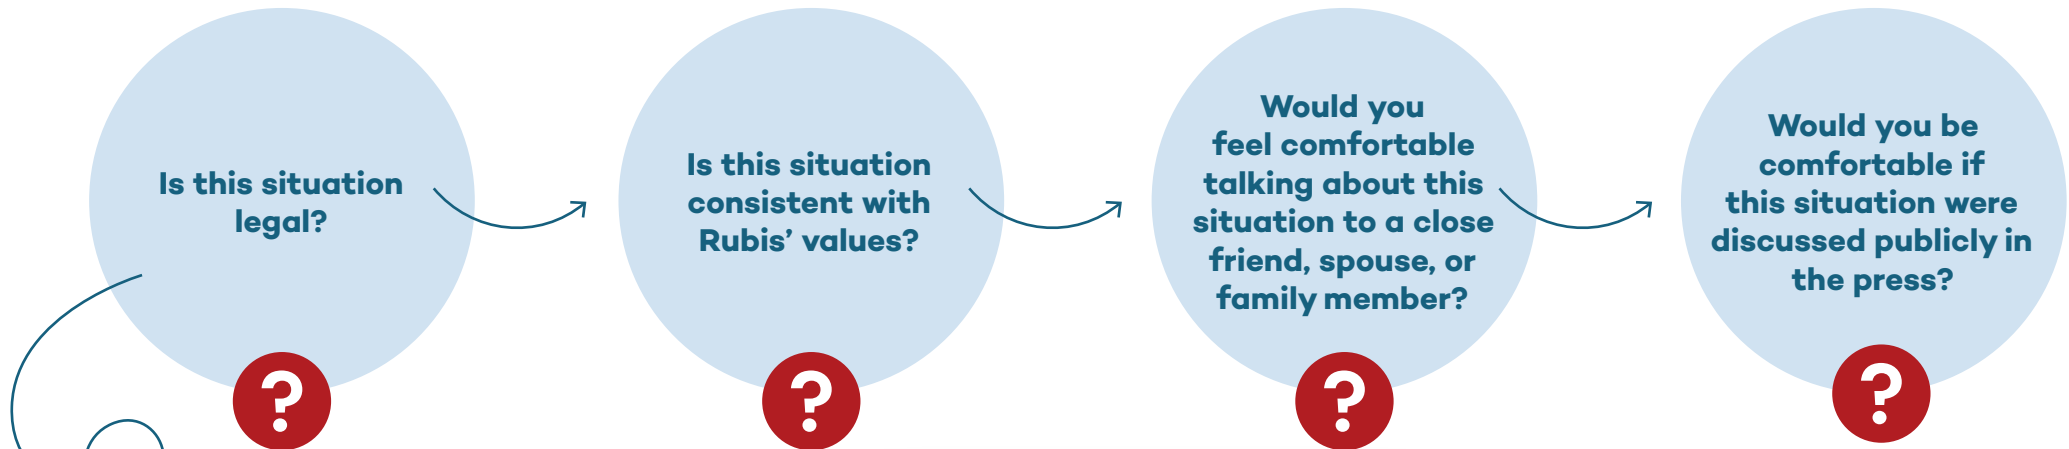 Is this situation
legal?
Is this situation
consistent with
Rubis’ values?
Would you
feel comfortable
talking about this
situation to a close
friend, spouse, or
family member?
Would you be
comfortable if
this situation were
discussed publicly in
the press?
?
?
?
?